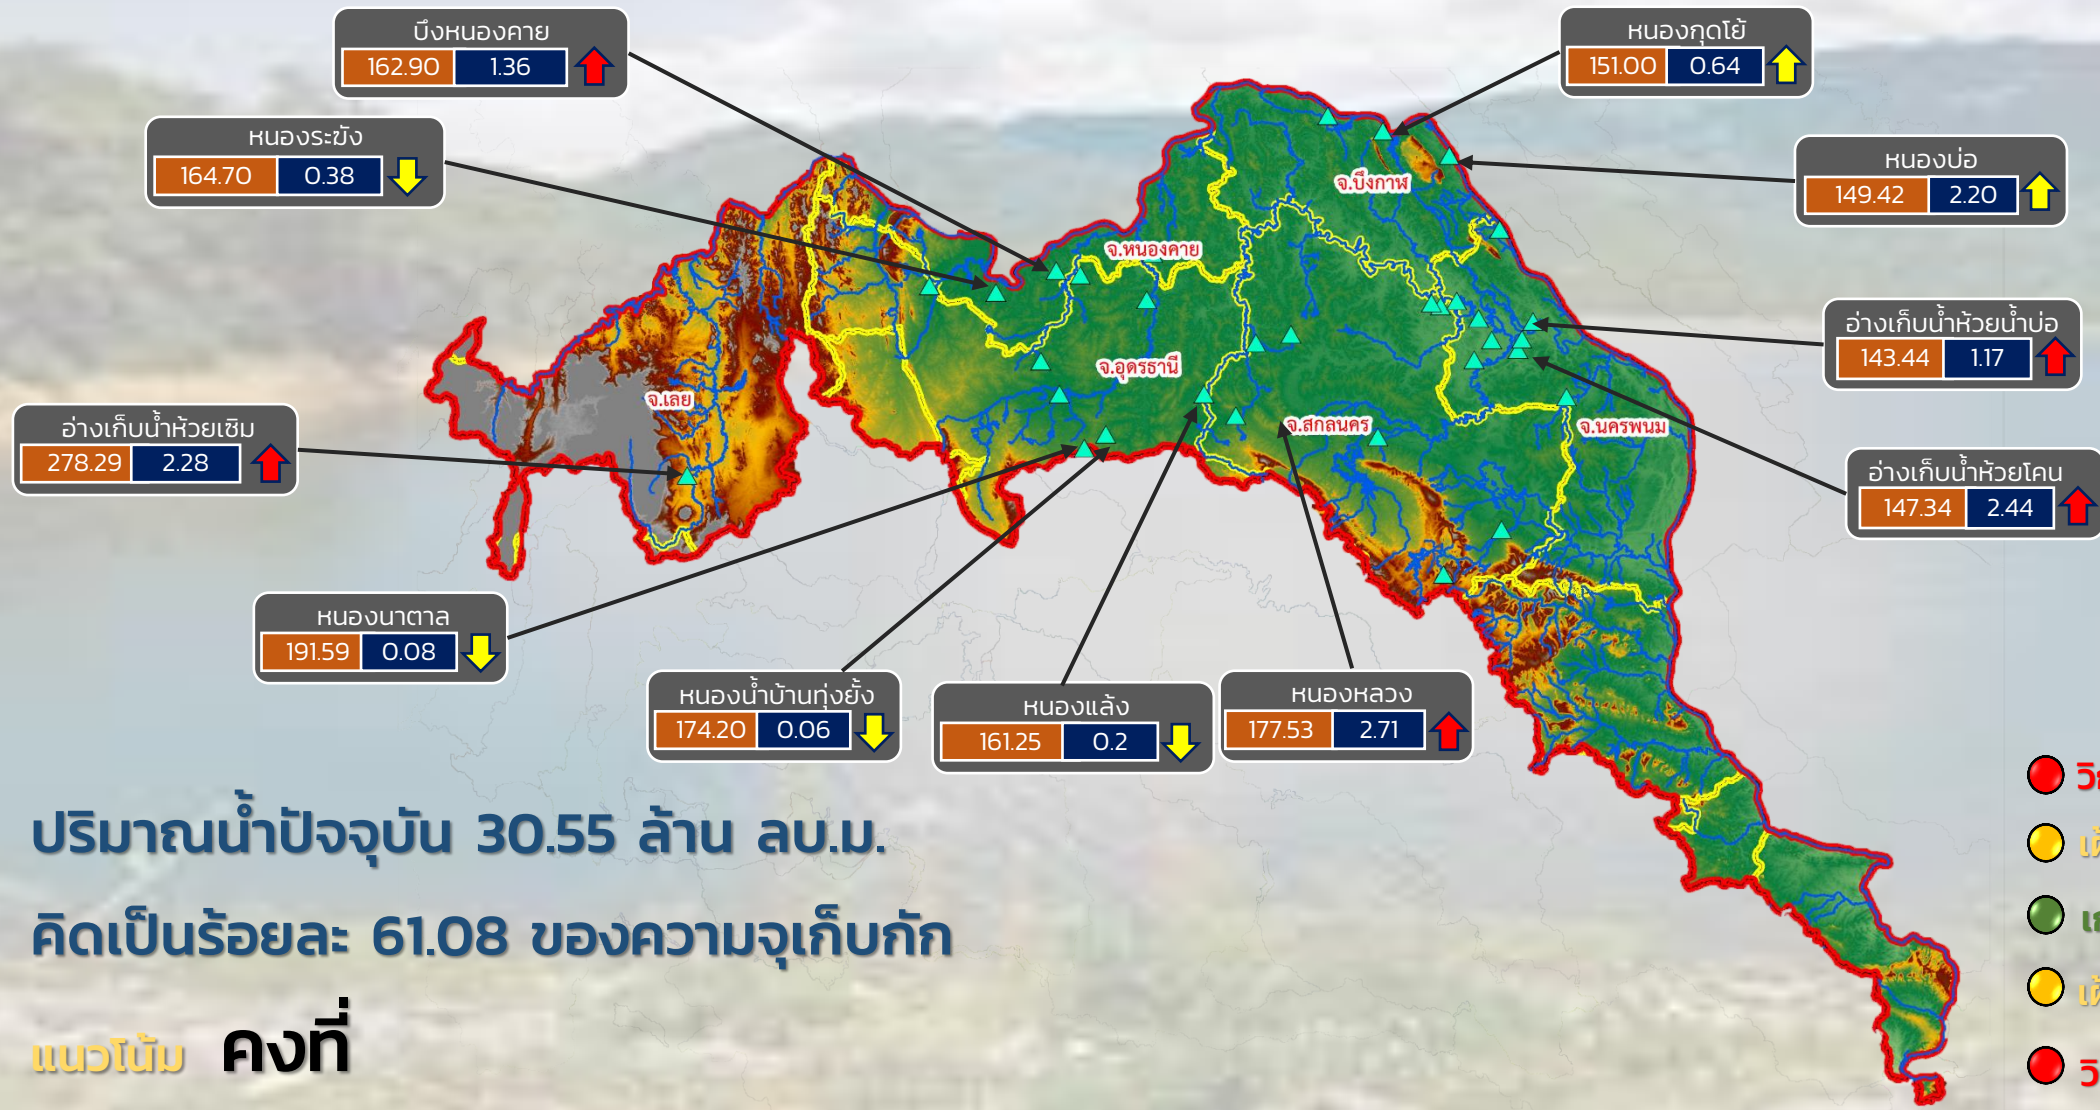 บึงหนองคาย
162.90 1.36
หนองกุดโย้
151.00 0.64
หนองระฆัง
164.70 0.38
หนองบ่อ
149.42 2.20
จ.บึงกาฬ
จ.หนองคาย
อ่างเก็บน้ำห้วยน้ำบ่อ
143.44 1.17
จ.อุดรธานี
จ.เลย
จ.สกลนคร
จ.นครพนม
อ่างเก็บน้ำห้วยเซิม
278.29 2.28
อ่างเก็บน้ำห้วยโคน
147.34 2.44
หนองนาตาล
191.59 0.08
หนองน้ำบ้านทุ่งยั้ง
174.20 0.06
หนองแล้ง
161.25 0.2
หนองหลวง
177.53 2.71
ปริมาณน้ำปัจจุบัน 30.55 ล้าน ลบ.ม.
คิดเป็นร้อยละ 61.08 ของความจุเก็บกัก
แนวโน้ม คงที่